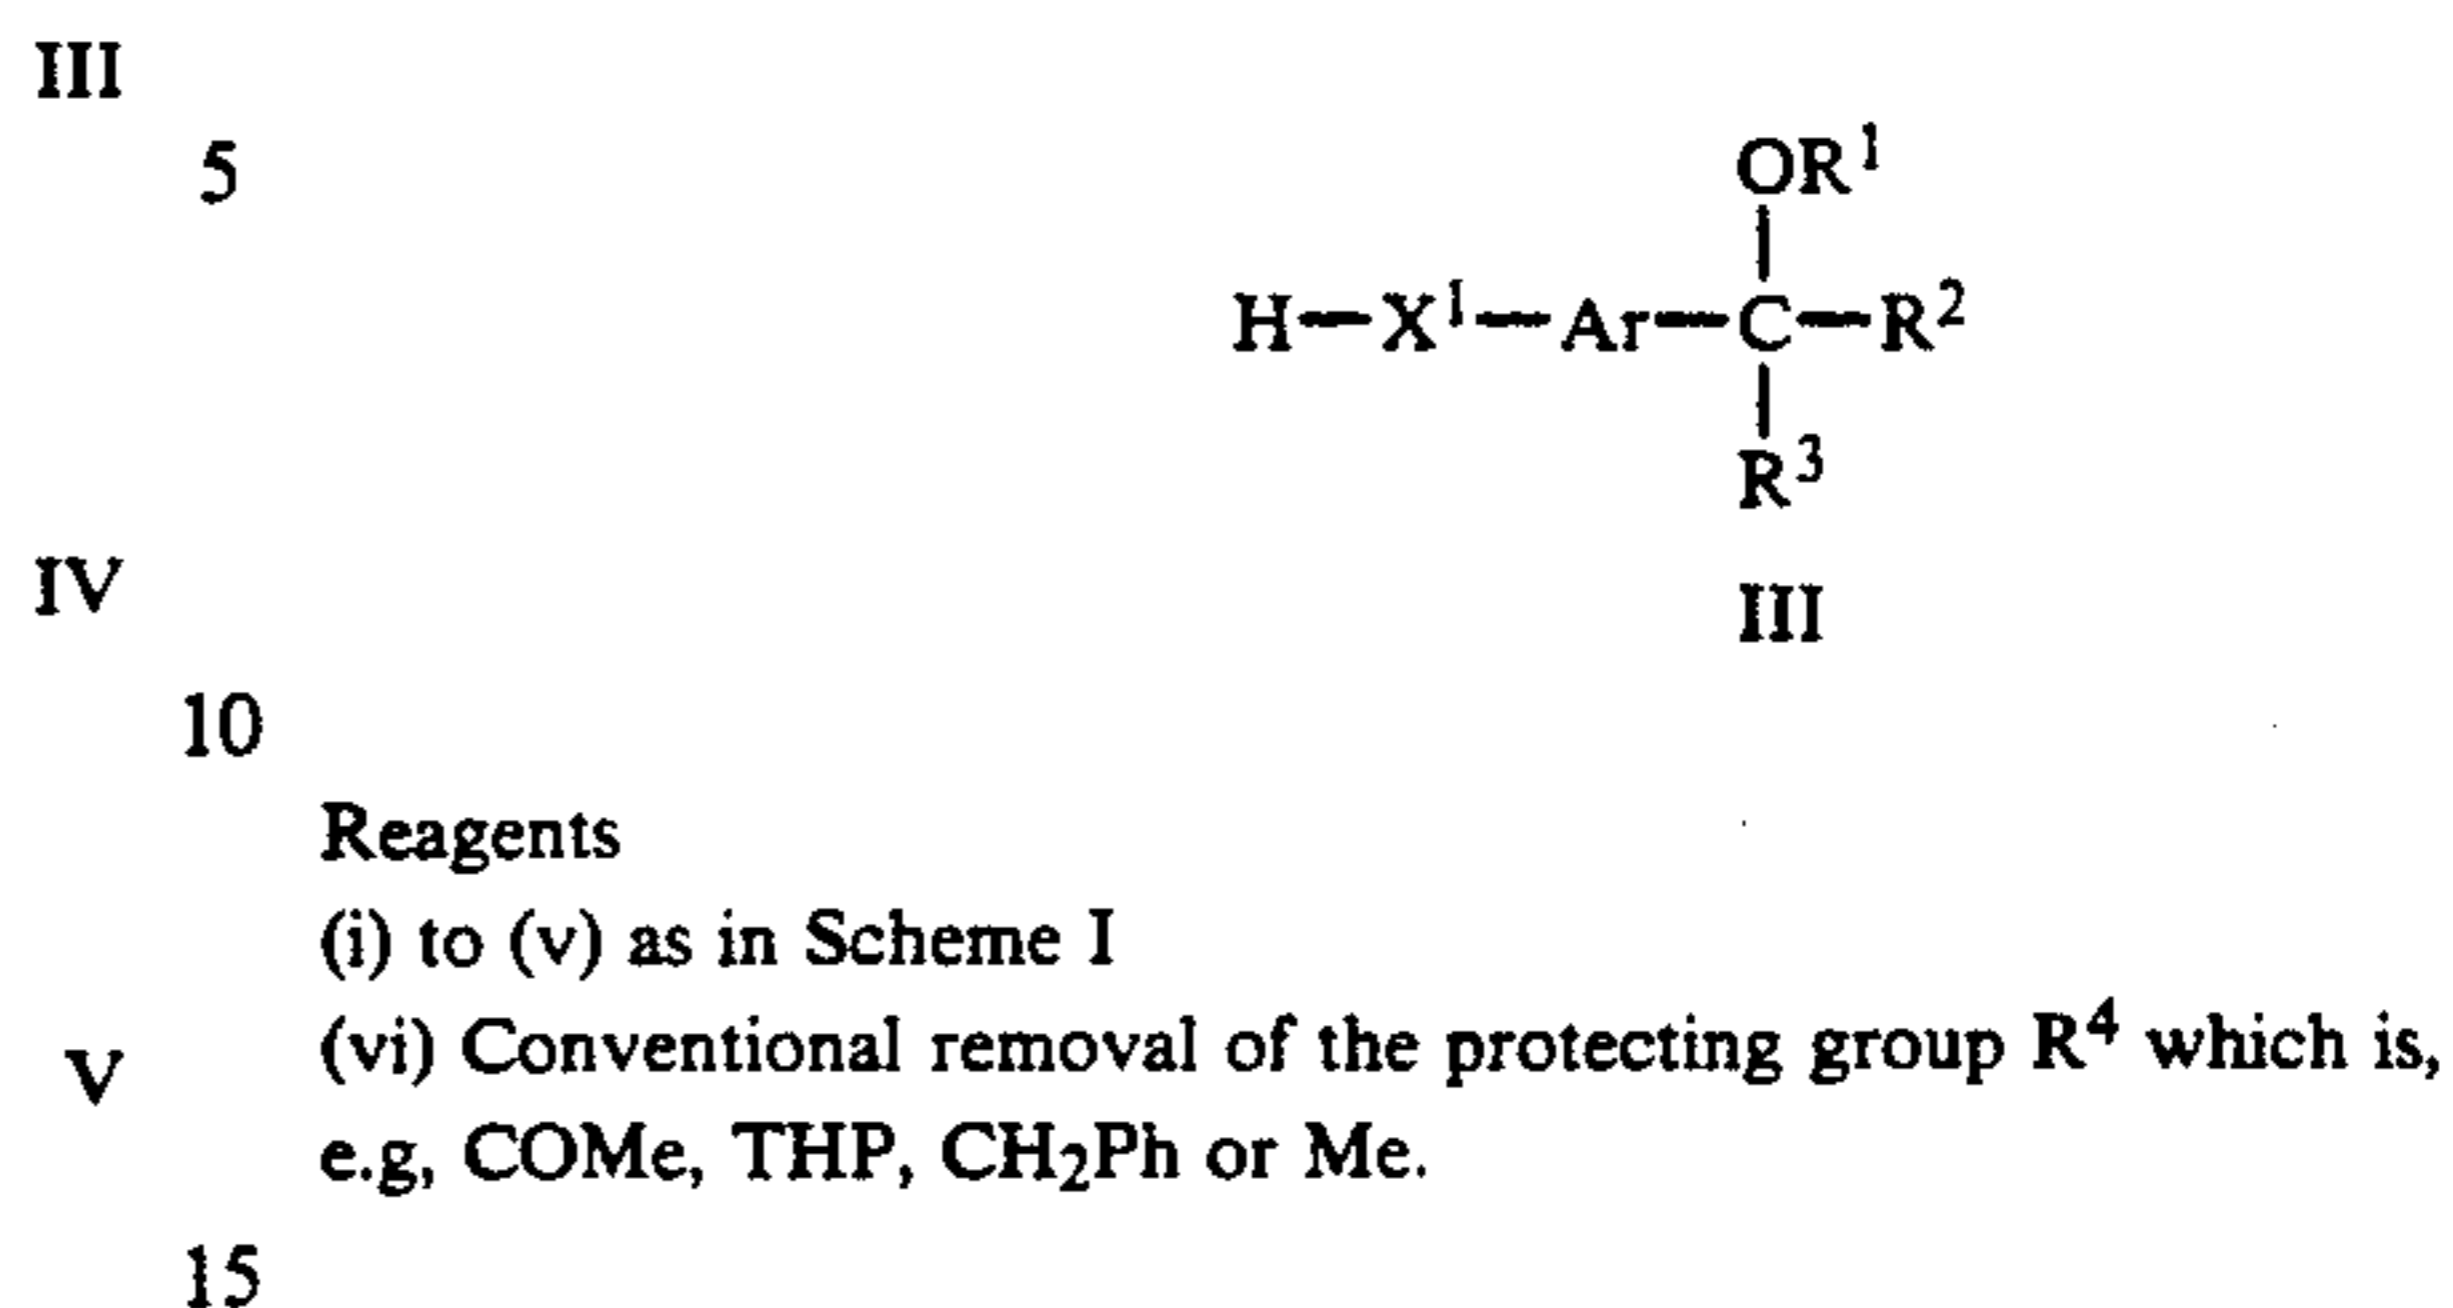 III
5
OR¹
H—X¹—Ar—C—R²
R³
IV
III
10
Reagents
(i) to (v) as in Scheme I
(vi) Conventional removal of the protecting group R⁴ which is,
V
e.g, COMe, THP, CH₂Ph or Me.
15